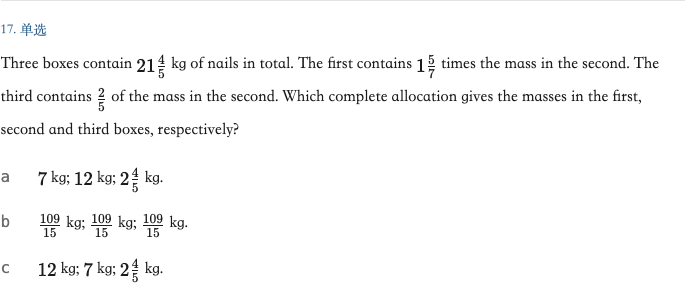 17. 单选
Three boxes contain 21 4/5 kg of nails in total. The first contains 1 5/7 times the mass in the second. The
third contains 2/5 of the mass in the second. Which complete allocation gives the masses in the first,
second and third boxes, respectively?
a 7 kg; 12 kg; 2 4/5 kg.
b 109/15 kg; 109/15 kg; 109/15 kg.
c 12 kg; 7 kg; 2 4/5 kg.